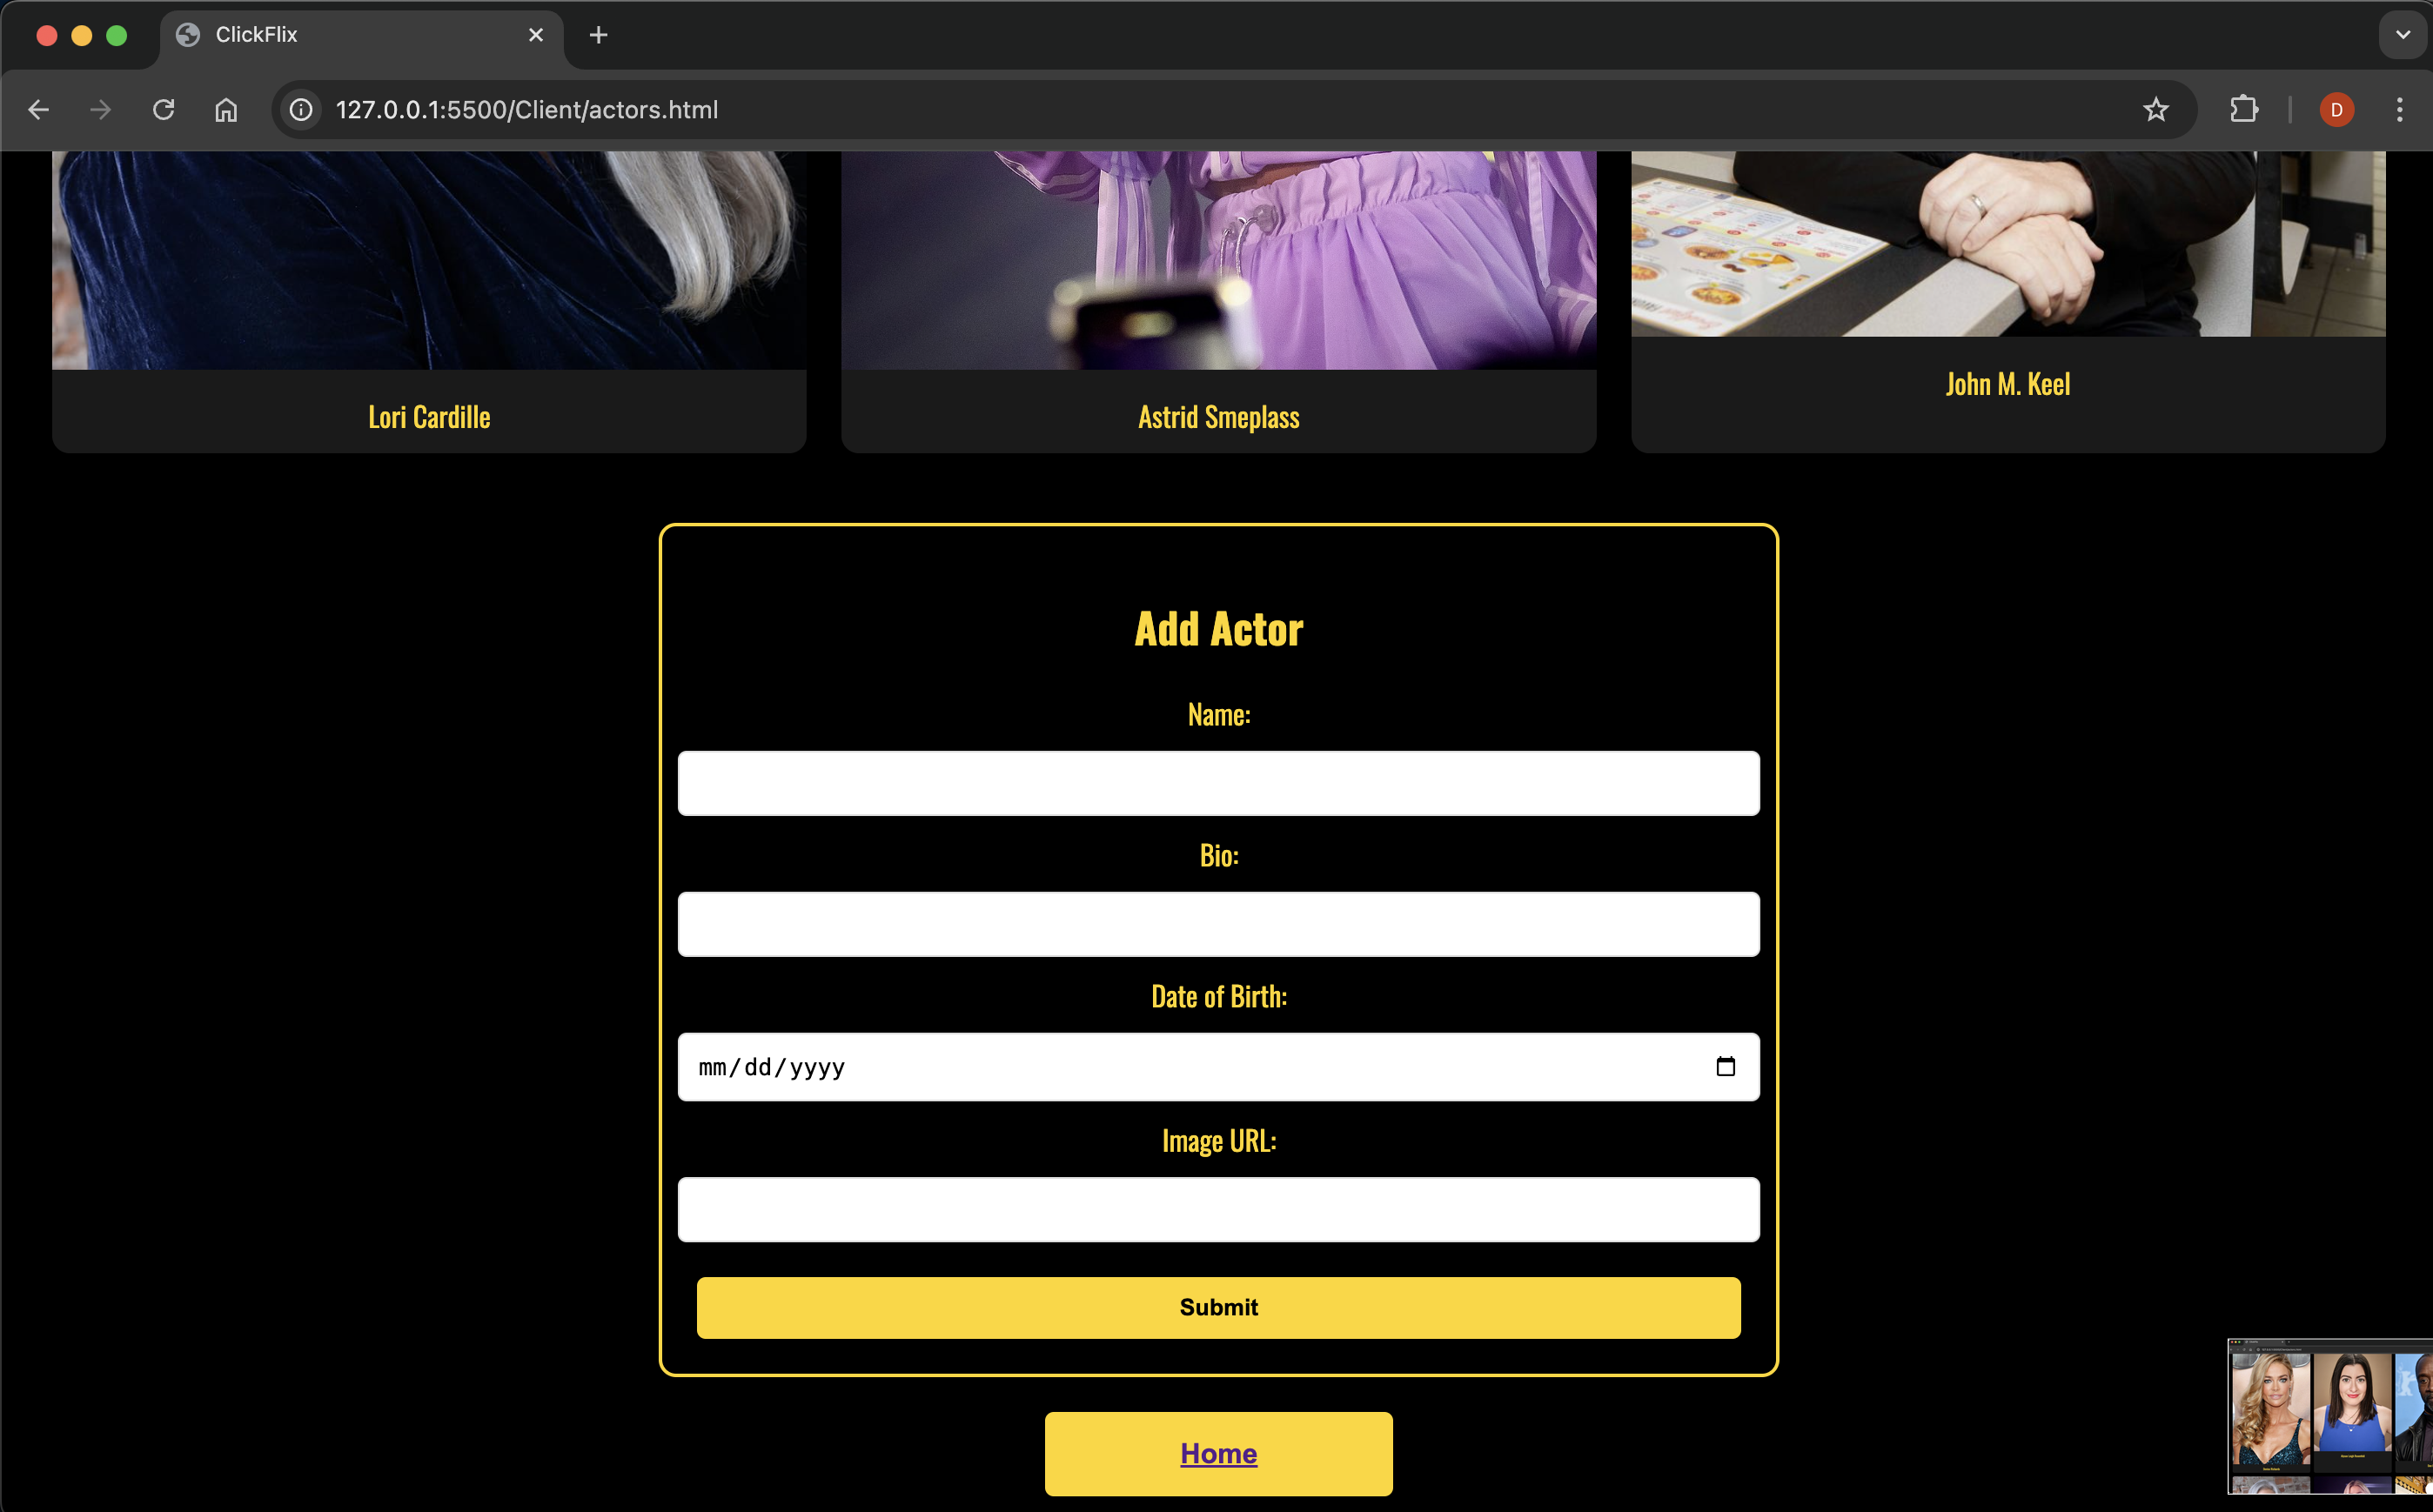 ClickFlix
127.0.0.1:5500/Client/actors.html
D
Lori Cardille
Astrid Smeplass
John M. Keel
Add Actor
Name:
Bio:
Date of Birth:
mm/dd/yyyy
Image URL:
Submit
Home